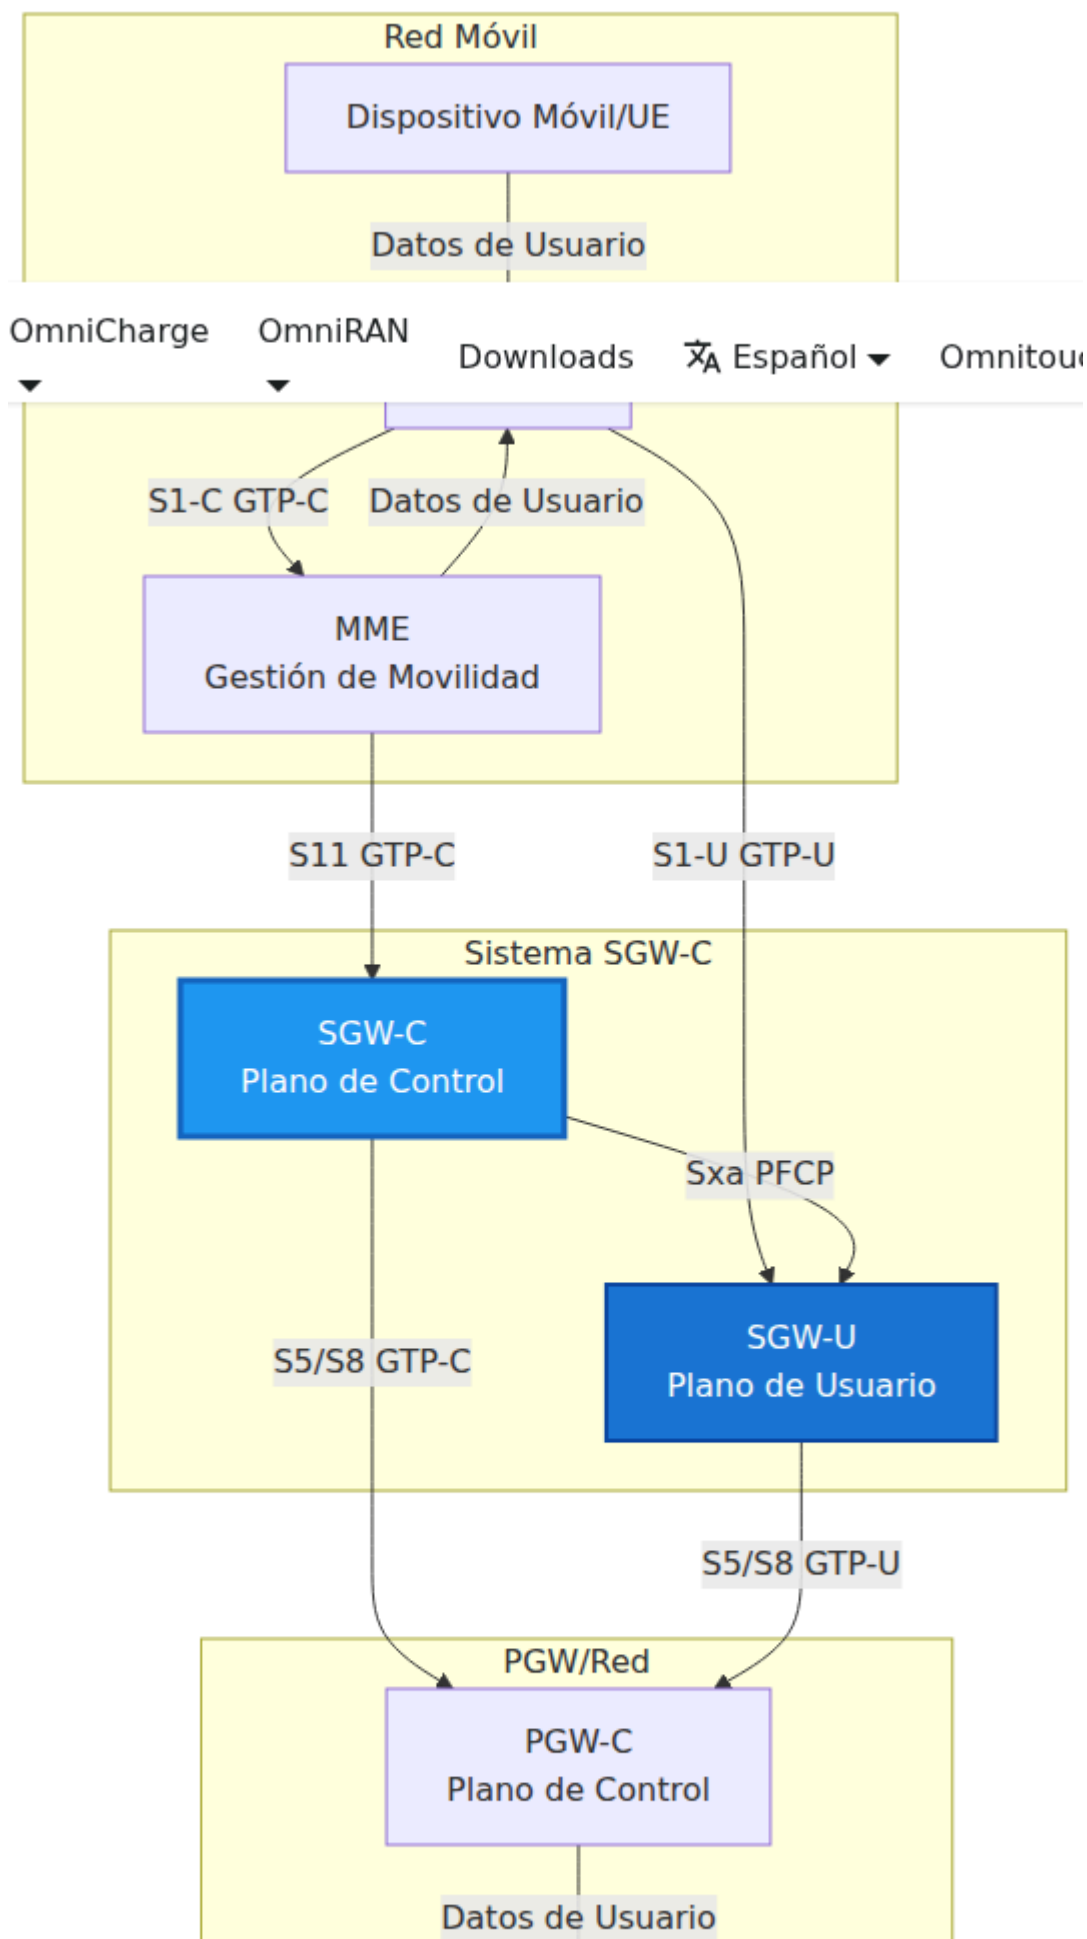 Red Móvil
Dispositivo Móvil/UE
Datos de Usuario
OmniCharge
OmniRAN
Downloads
Español
S1-C GTP-C
Datos de Usuario
MME
Gestión de Movilidad
S11 GTP-C
S1-U GTP-U
Sistema SGW-C
SGW-C
Plano de Control
Sxa PFCP
SGW-U
Plano de Usuario
S5/S8 GTP-C
S5/S8 GTP-U
PGW/Red
PGW-C
Plano de Control
Datos de Usuario